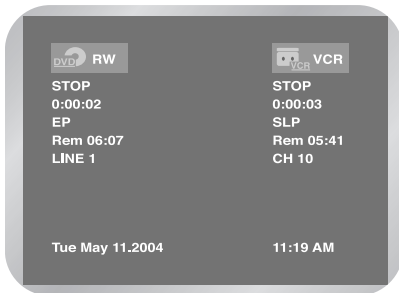 DVD RW
STOP
0:00:02
EP
Rem 06:07
LINE 1
VCR VCR
STOP
0:00:03
SLP
Rem 05:41
CH 10
Tue May 11.2004
11:19 AM